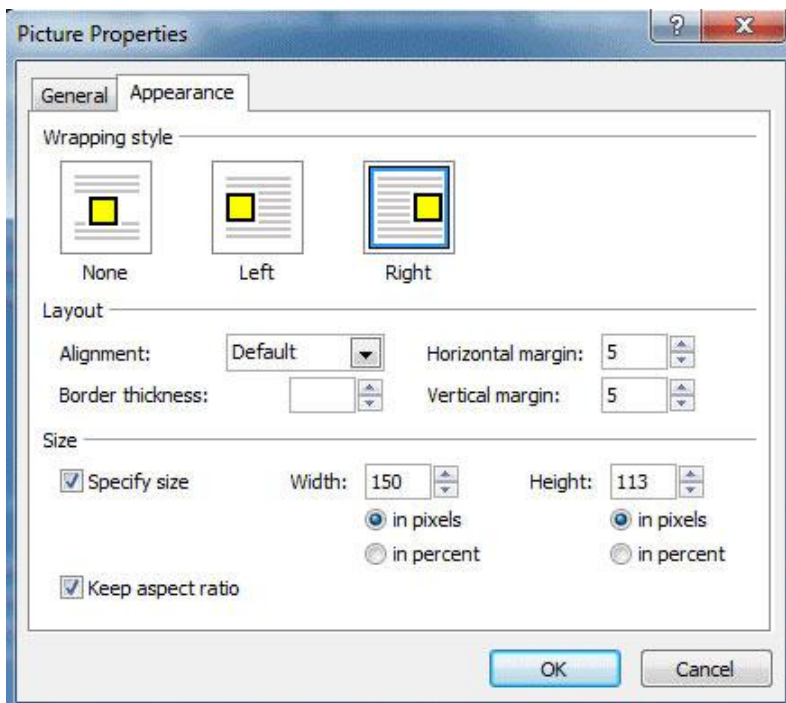 Picture Properties
General Appearance
Wrapping style
None Left Right
Layout
Alignment: Default Horizontal margin: 5
Border thickness: Vertical margin: 5
Size
Specify size Width: 150 Height: 113
in pixels in pixels
in percent in percent
Keep aspect ratio
OK Cancel